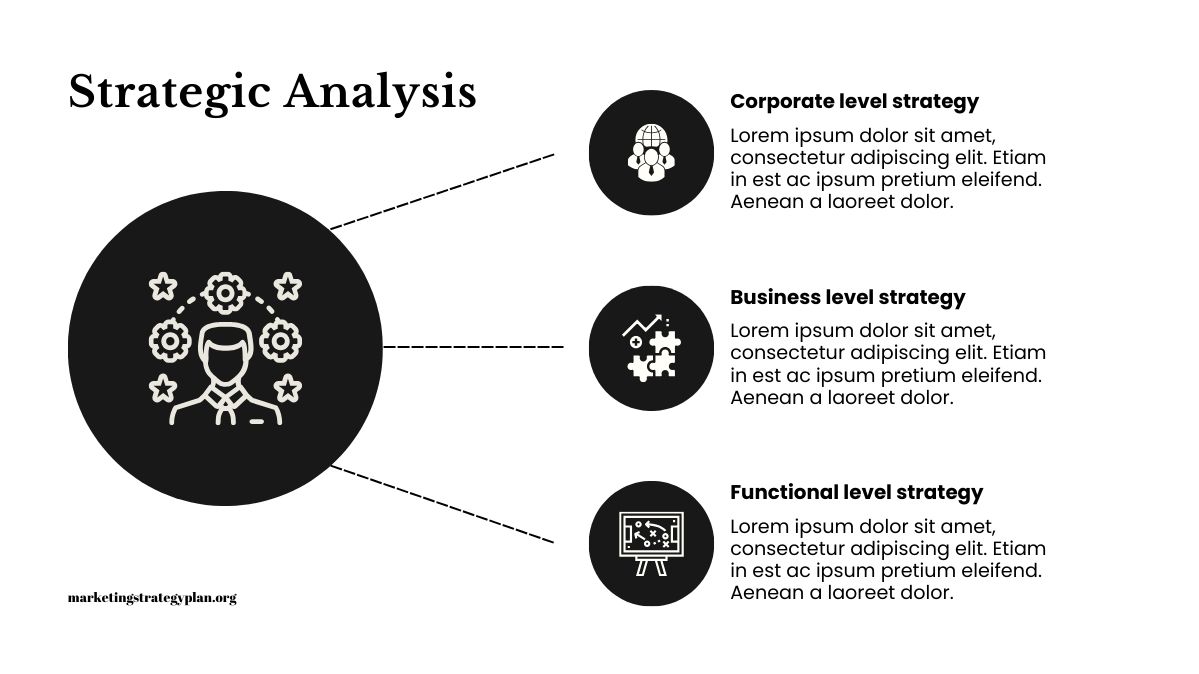 Strategic Analysis
Corporate level strategy
Lorem ipsum dolor sit amet,
consectetur adipiscing elit. Etiam
in est ac ipsum pretium eleifend.
Aenean a laoreet dolor.
Business level strategy
Lorem ipsum dolor sit amet,
consectetur adipiscing elit. Etiam
in est ac ipsum pretium eleifend.
Aenean a laoreet dolor.
Functional level strategy
Lorem ipsum dolor sit amet,
consectetur adipiscing elit. Etiam
in est ac ipsum pretium eleifend.
Aenean a laoreet dolor.
marketingstrategyplan.org